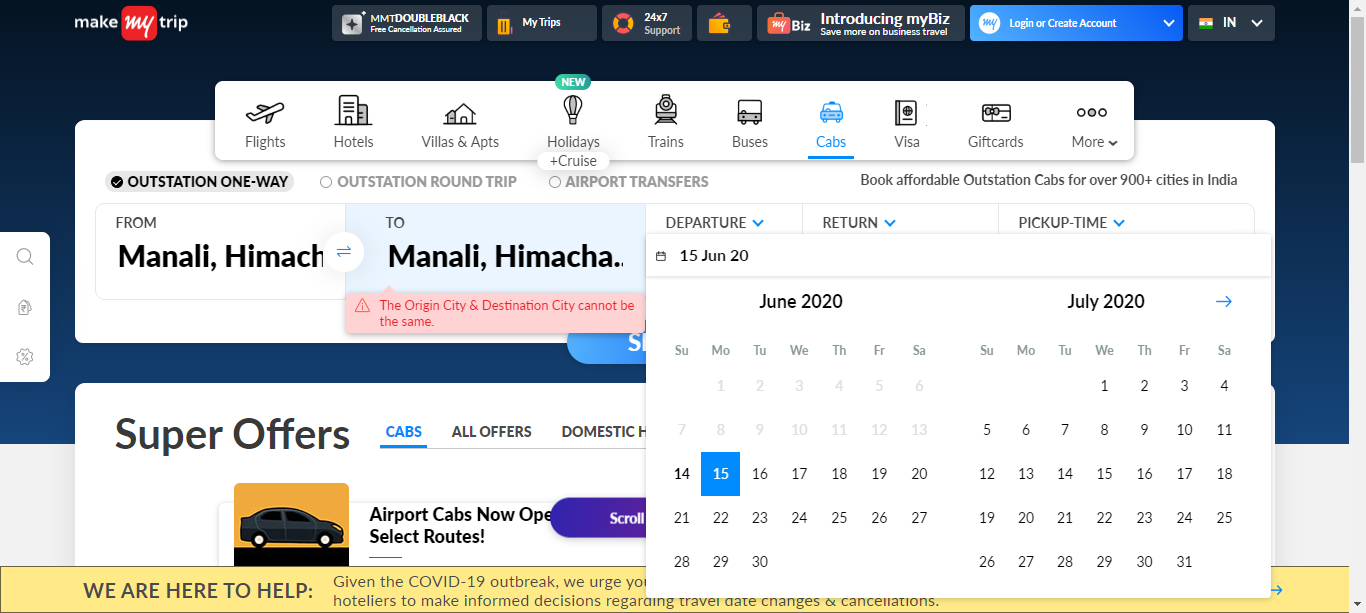 make my trip
MMTDOUBLEBLACK
Free Cancellation Assured
My Trips
24x7
Support
my Biz
Introducing myBiz
Save more on business travel
my
Login or Create Account
IN
NEW
Flights
Hotels
Villas & Apts
Holidays
Trains
Buses
Cabs
Visa
Giftcards
More
+Cruise
OUTSTATION ONE-WAY
OUTSTATION ROUND TRIP
AIRPORT TRANSFERS
Book affordable Outstation Cabs for over 900+ cities in India
FROM
TO
DEPARTURE
RETURN
PICKUP-TIME
Manali, Himach
Manali, Himacha..
15 Jun 20
The Origin City & Destination City cannot be
the same.
June 2020
July 2020
Su Mo Tu We Th Fr Sa
Su Mo Tu We Th Fr Sa
1 2 3 4 5 6
1 2 3 4
7 8 9 10 11 12 13
5 6 7 8 9 10 11
14 15 16 17 18 19 20
12 13 14 15 16 17 18
21 22 23 24 25 26 27
19 20 21 22 23 24 25
28 29 30
26 27 28 29 30 31
Super Offers
CABS
ALL OFFERS
DOMESTIC H
Airport Cabs Now Ope
Select Routes!
Scroll
WE ARE HERE TO HELP:
Given the COVID-19 outbreak, we urge you
hoteliers to make informed decisions regarding travel date changes & cancellations.